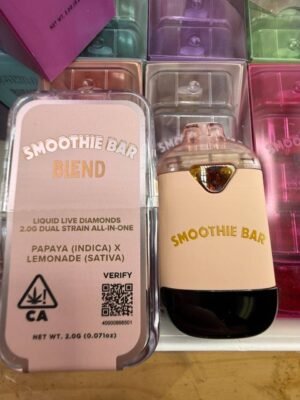 SMOOTHIE BAR
BLEND
LIQUID LIVE DIAMONDS
2.0G DUAL STRAIN ALL-IN-ONE
PAPAYA (INDICA) X
LEMONADE (SATIVA)
VERIFY
CA
NET WT. 2.0G (0.071oz)
SMOOTHIE BAR